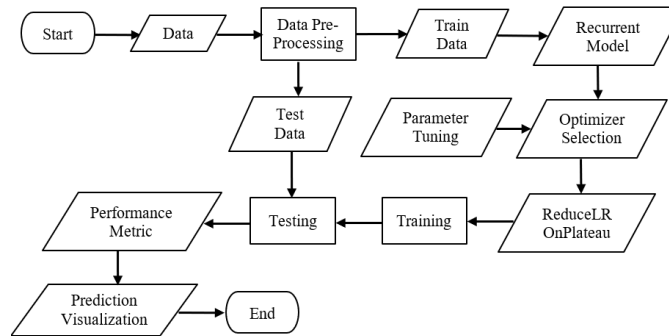 Start
Data
Data Pre-
Processing
Train
Data
Recurrent
Model
Test
Data
Parameter
Tuning
Optimizer
Selection
Performance
Metric
Testing
Training
ReduceLR
OnPlateau
Prediction
Visualization
End